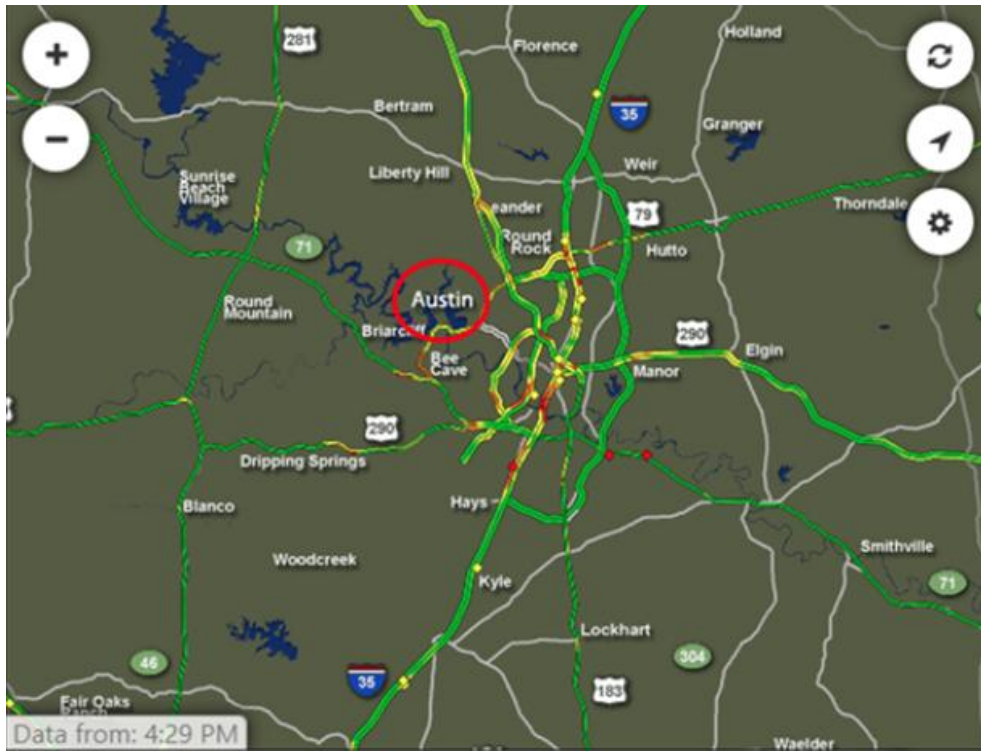 +
−
281
Florence
Holland
Bertram
35
Granger
Weir
Liberty Hill
Sunrise
Beach
Village
eander
79
Thorndale
Round
Rock
Hutto
71
Austin
Round
Mountain
Briarcliff
290
Elgin
Bee
Cave
Manor
290
Dripping Springs
Hays
Blanco
Woodcreek
Smithville
Kyle
71
Lockhart
46
304
35
183
Fair Oaks
Ranch
Data from: 4:29 PM
Waelder